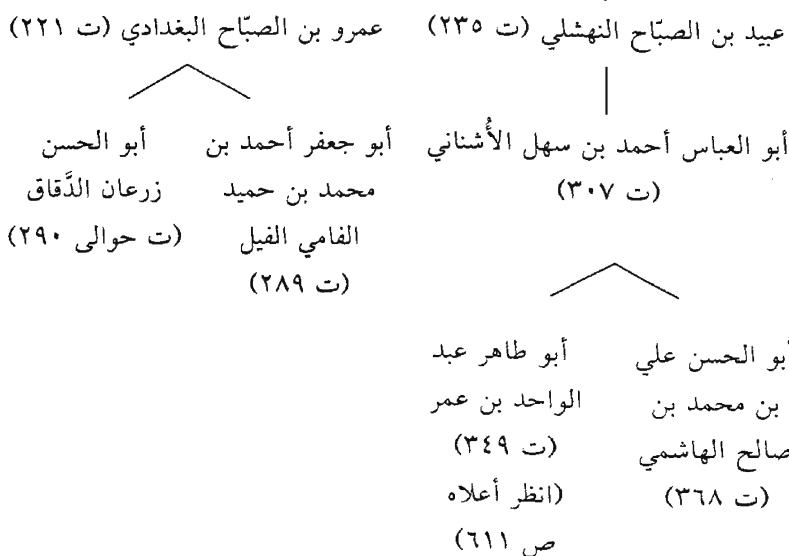 عبيد بن الصبّاح النهشلي (ت ٢٣٥)
عمرو بن الصبّاح البغدادي (ت ٢٢١)
أبو العباس أحمد بن سهل الأُشناني
(ت ٣٠٧)
أبو جعفر أحمد بن
محمد بن حميد
الفامي الفيل
(ت ٢٨٩)
أبو الحسن
زرعان الدَّقاق
(ت حوالى ٢٩٠)
أبو الحسن علي
بن محمد بن
صالح الهاشمي
(ت ٣٦٨)
أبو طاهر عبد
الواحد بن عمر
(ت ٣٤٩)
(انظر أعلاه
ص ٦١١)